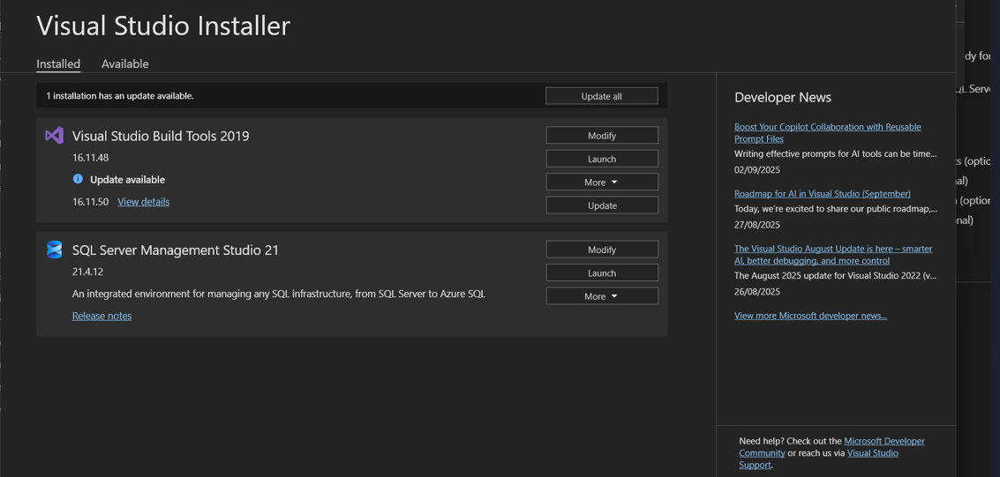 Visual Studio Installer
Installed
Available
1 installation has an update available.
Update all
Visual Studio Build Tools 2019
16.11.48
Update available
16.11.50 View details
Modify
Launch
More
Update
SQL Server Management Studio 21
21.4.12
An integrated environment for managing any SQL infrastructure, from SQL Server to Azure SQL
Release notes
Modify
Launch
More
Developer News
Boost Your Copilot Collaboration with Reusable
Prompt Files
Writing effective prompts for AI tools can be time...
02/09/2025
Roadmap for AI in Visual Studio (September)
Today, we're excited to share our public roadmap,...
27/08/2025
The Visual Studio August Update is here – smarter
AI, better debugging, and more control
The August 2025 update for Visual Studio 2022 (v...
26/08/2025
View more Microsoft developer news...
Need help? Check out the Microsoft Developer
Community or reach us via Visual Studio
Support.
dy for
QL Serve
ts (optio
al)
(option
nal)